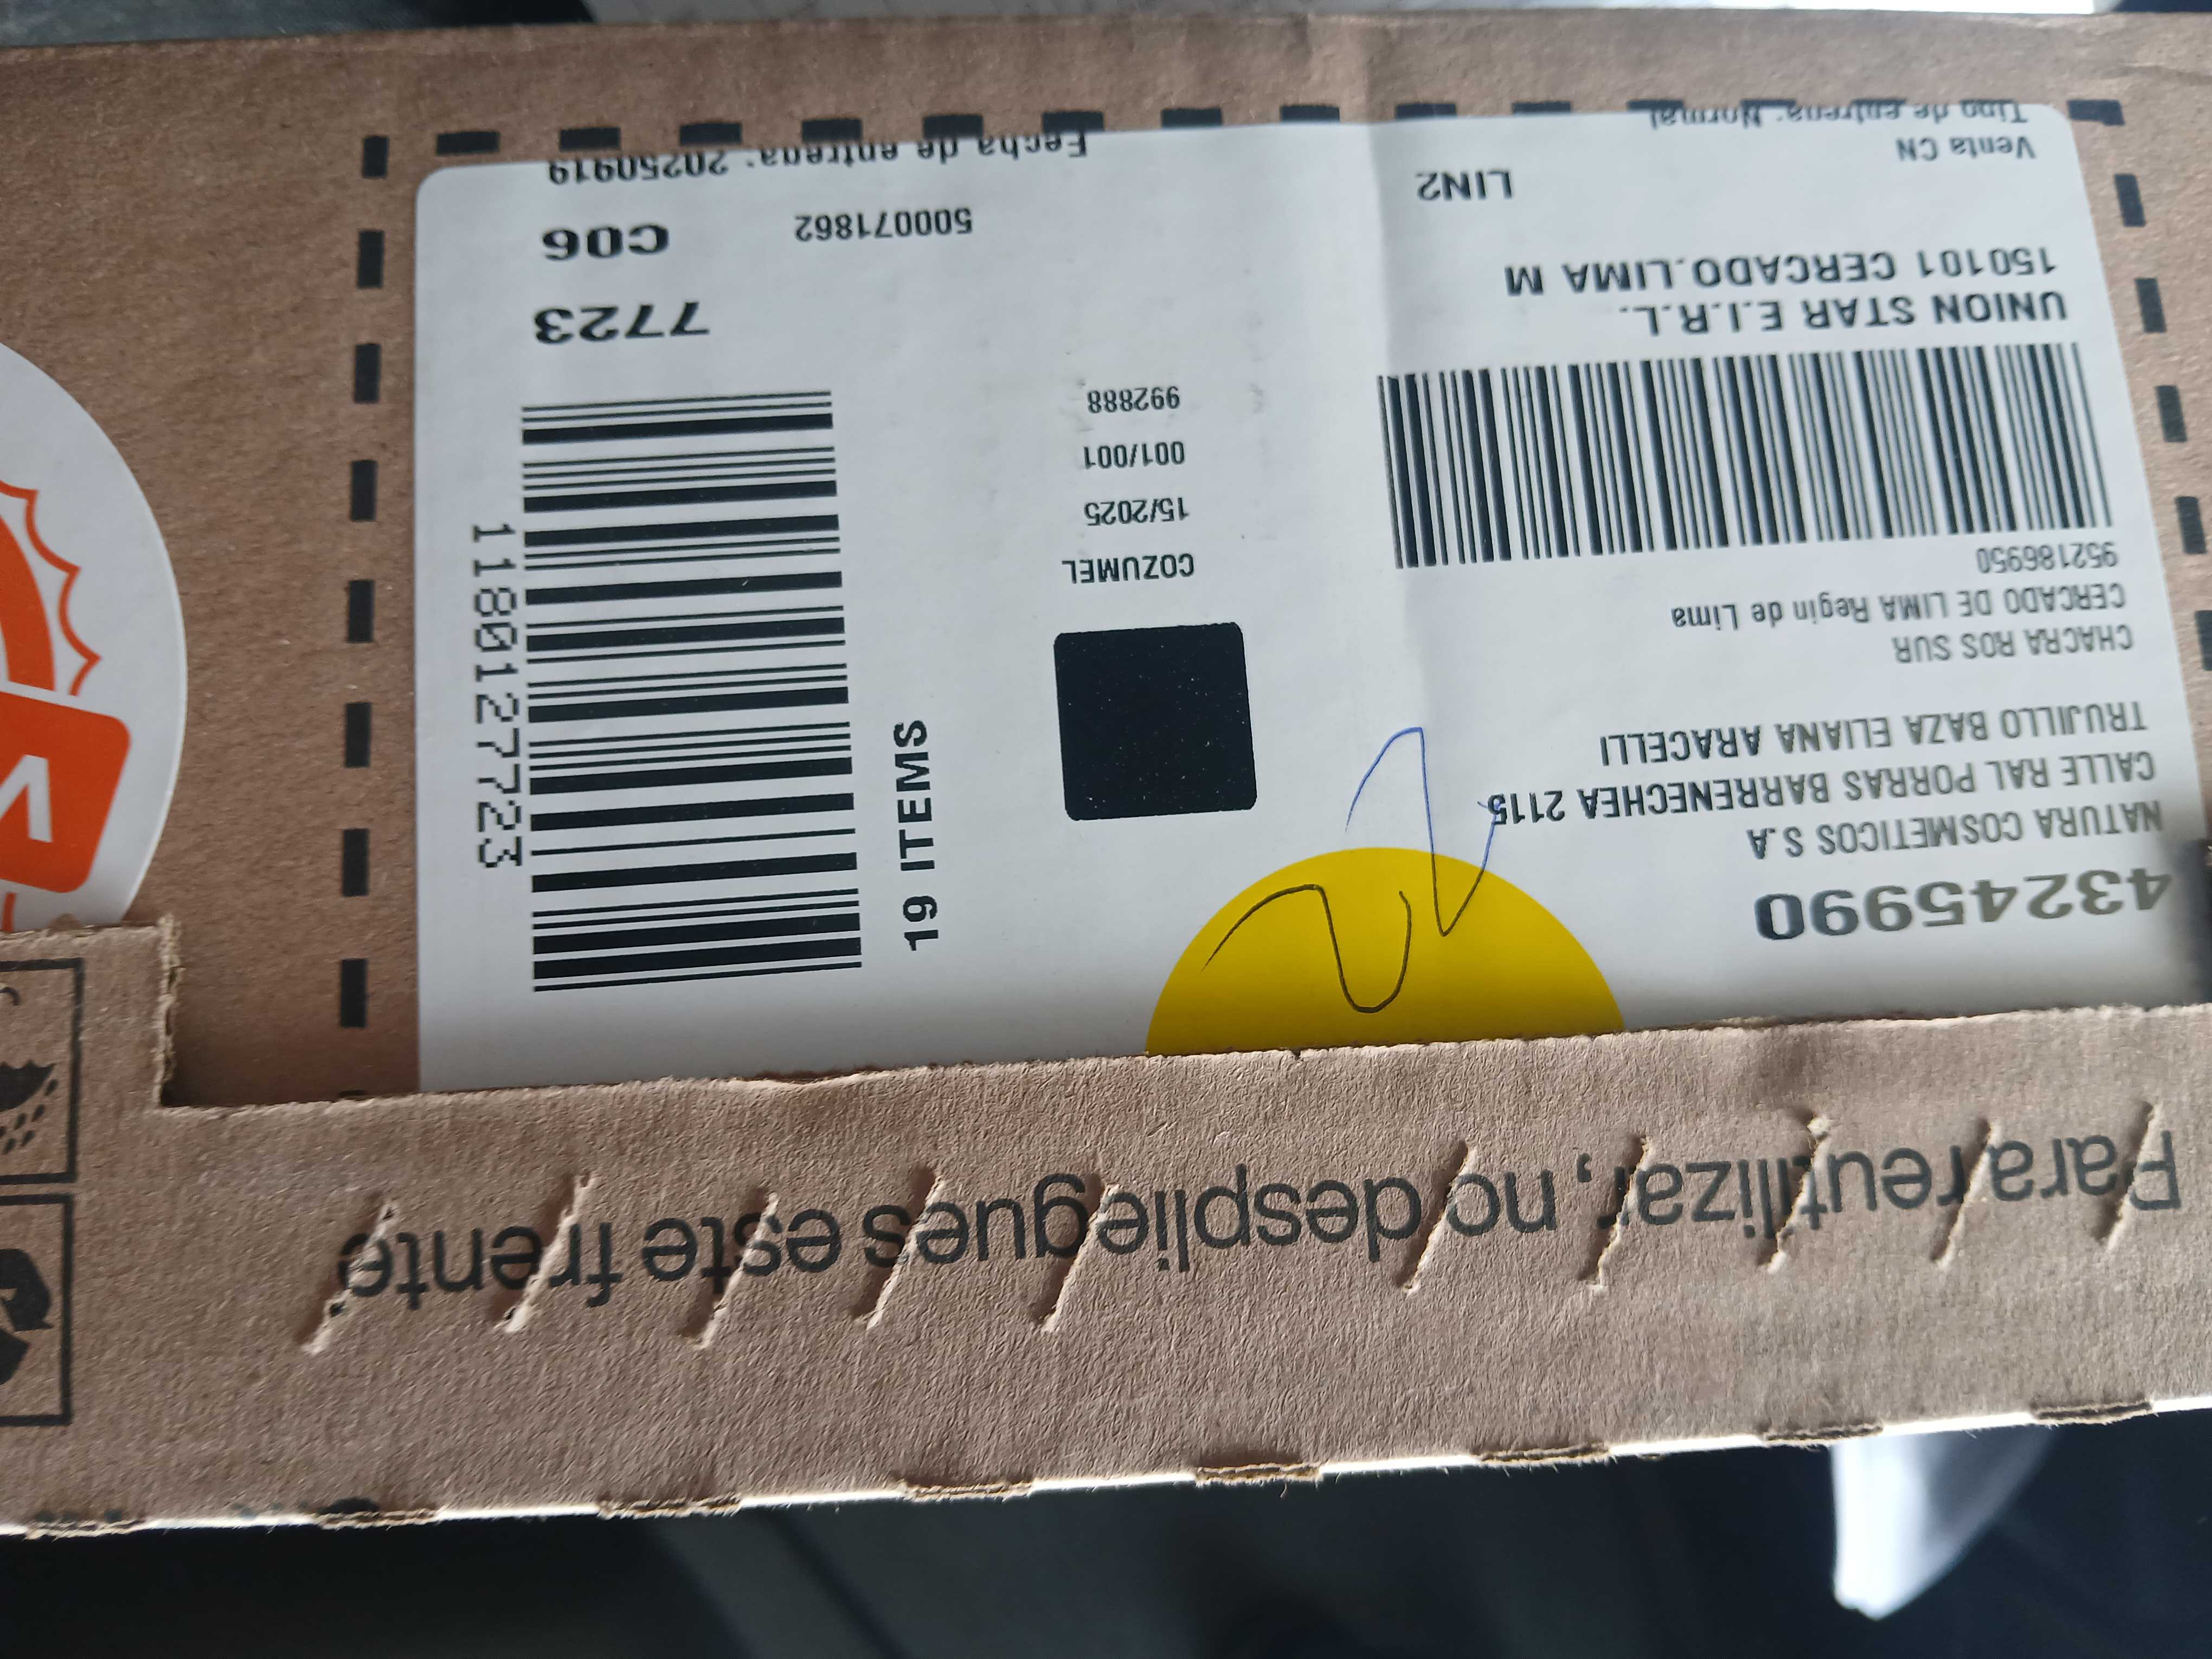 43245990
NATURA COSMETICOS S.A
CALLE RAL PORRAS BARRENECHEA 2115
TRUJILLO BAZA ELIANA ARACELLI
CHACRA ROS SUR
CERCADO DE LIMA Regin de Lima
952186950
UNION STAR E.I.R.L.
150101 CERCADO.LIMA M
LIN2
Venta CN
Tipo de entrega: Normal
COZUMEL
15/2025
001/001
992888
500071862
19 ITEMS
1180127723
7723
C06
Fecha de entrega: 20250919
Para reutilizar, no despliegues este frente.